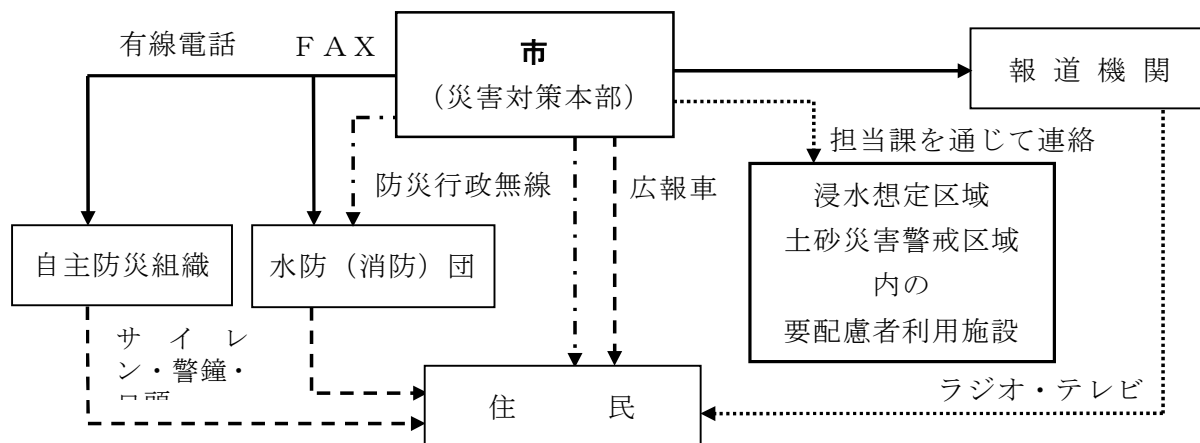 有線電話 ＦＡＸ
市
(災害対策本部)
報道機関
担当課を通じて連絡
防災行政無線
広報車
浸水想定区域
土砂災害警戒区域
内の
要配慮者利用施設
自主防災組織
水防（消防）団
サイレ
ン・警鐘・
住民
ラジオ・テレビ